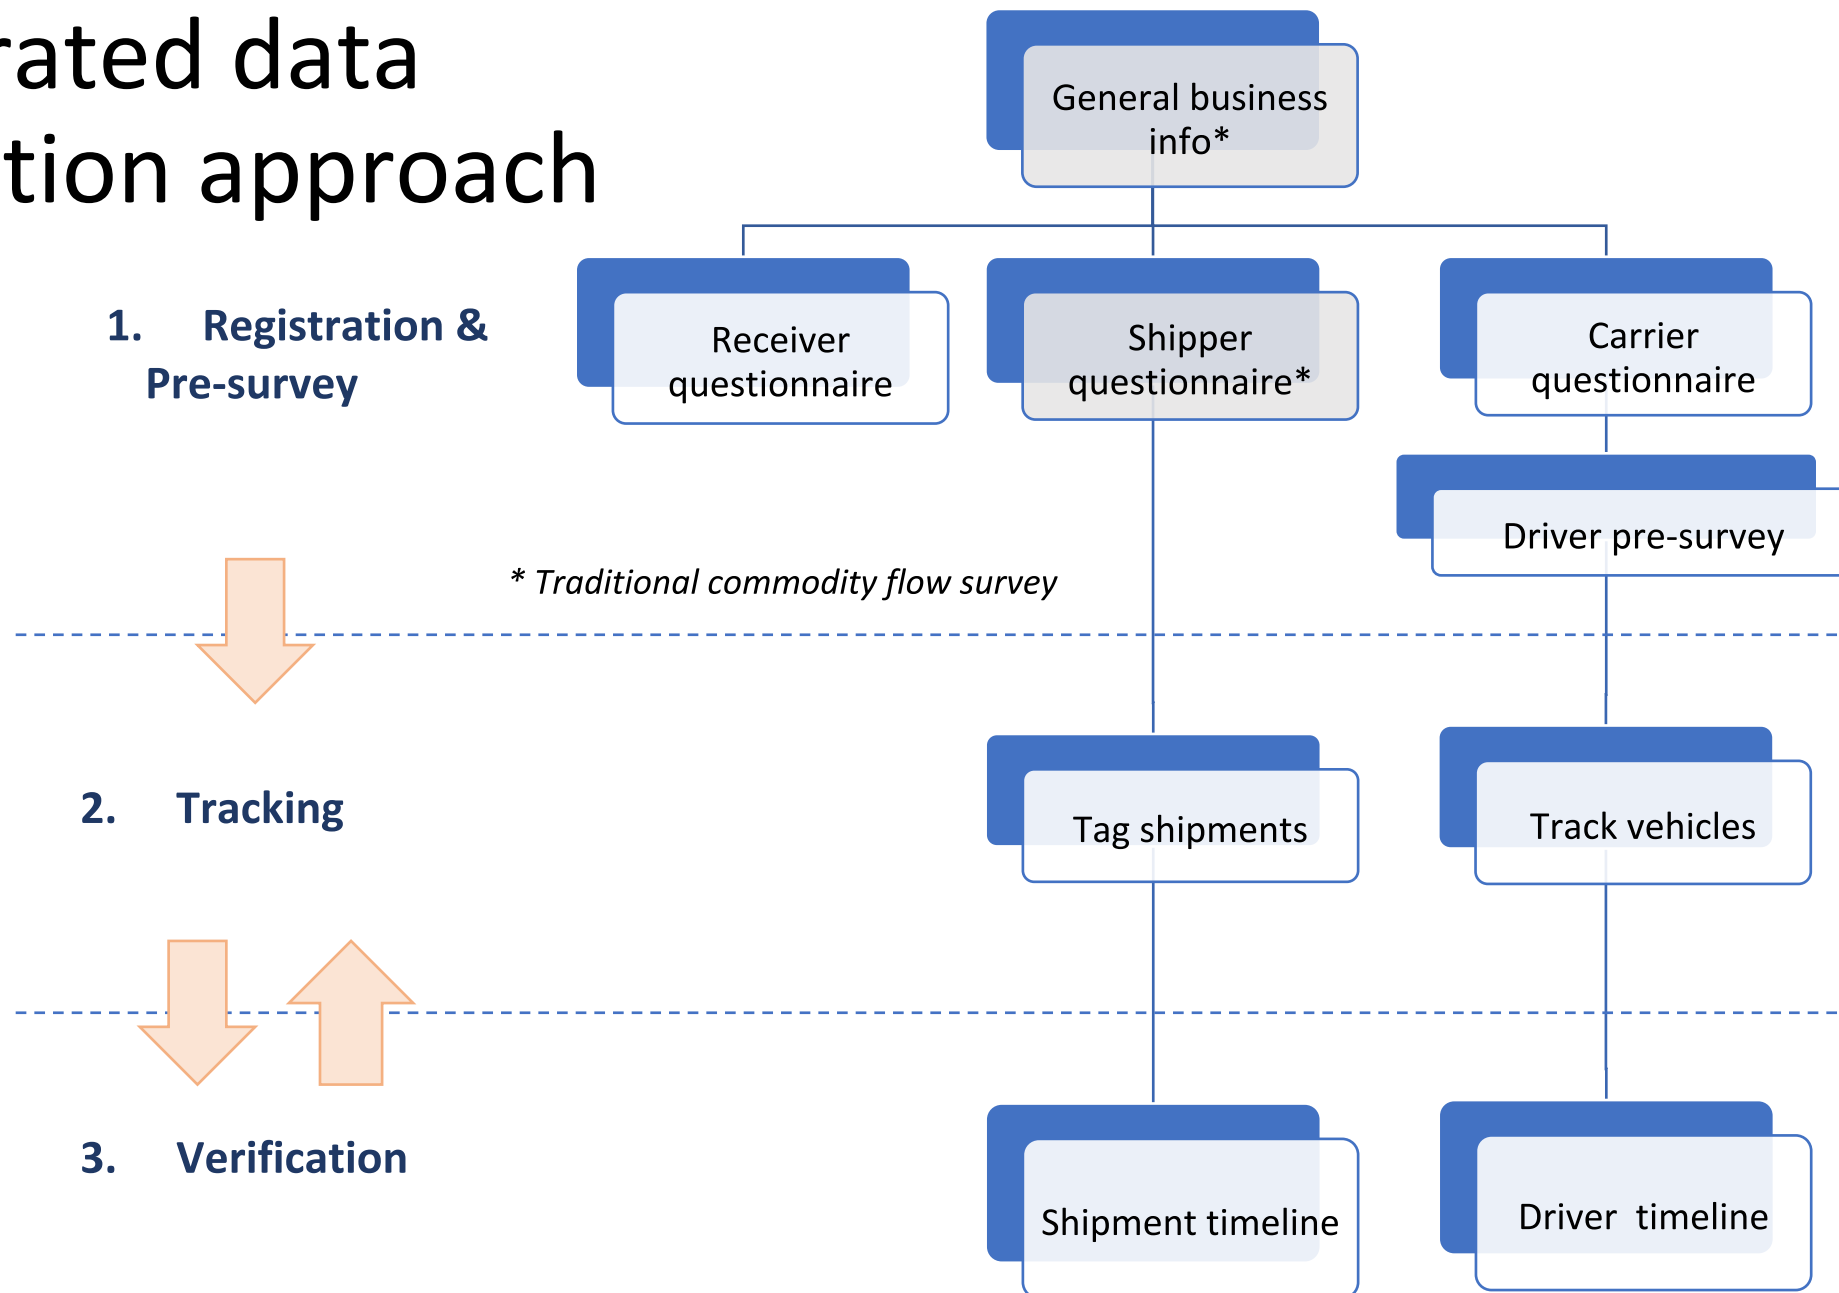 rated data
tion approach
General business
info*
1. Registration &
Pre-survey
Receiver
questionnaire
Shipper
questionnaire*
Carrier
questionnaire
Driver pre-survey
* Traditional commodity flow survey
2. Tracking
Tag shipments
Track vehicles
3. Verification
Shipment timeline
Driver timeline